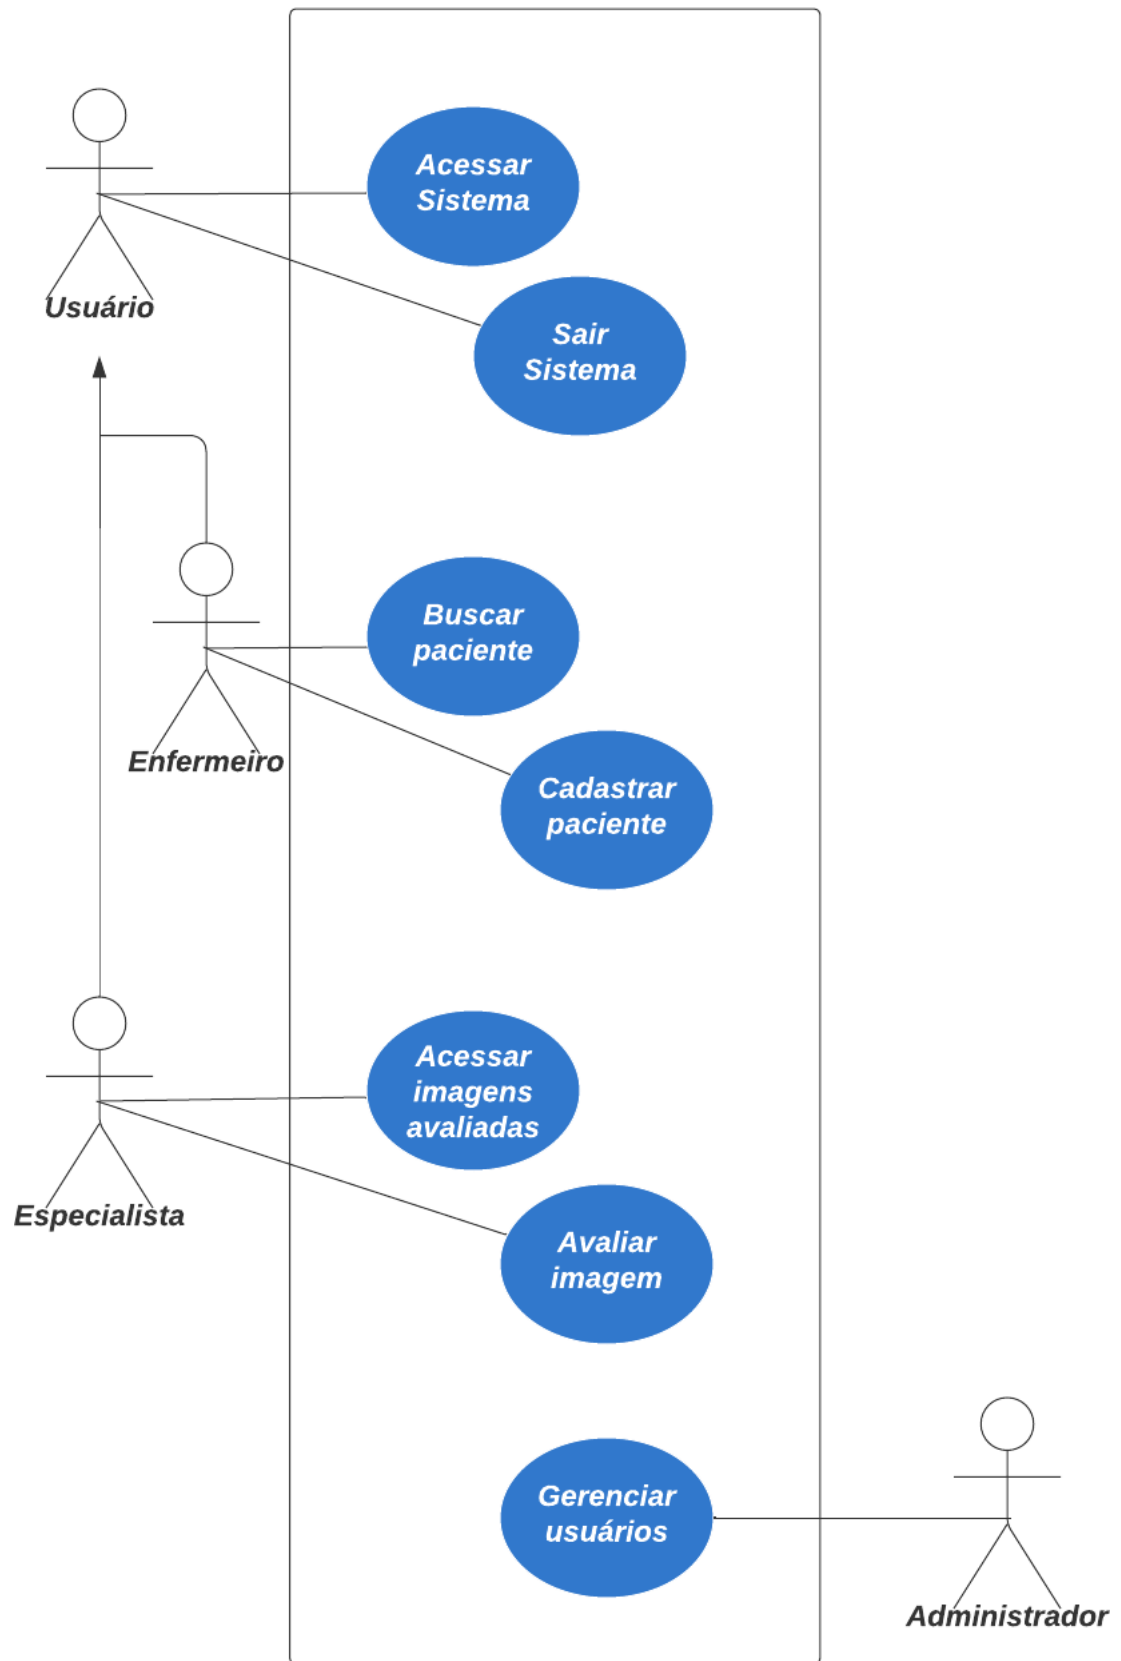 Acessar
Sistema
Usuário
Sair
Sistema
Buscar
paciente
Enfermeiro
Cadastrar
paciente
Acessar
imagens
avaliadas
Especialista
Avaliar
imagem
Gerenciar
usuários
Administrador